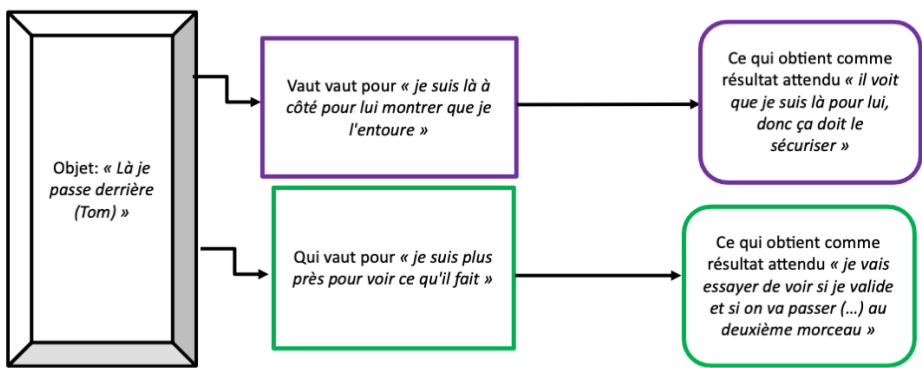 Objet: « Là je
passe derrière
(Tom) »
Vaut vaut pour « je suis là à
côté pour lui montrer que je
l'entoure »
Ce qui obtient comme
résultat attendu « il voit
que je suis là pour lui,
donc ça doit le
sécuriser »
Qui vaut pour « je suis plus
près pour voir ce qu'il fait »
Ce qui obtient comme
résultat attendu « je vais
essayer de voir si je valide
et si on va passer (…) au
deuxième morceau »